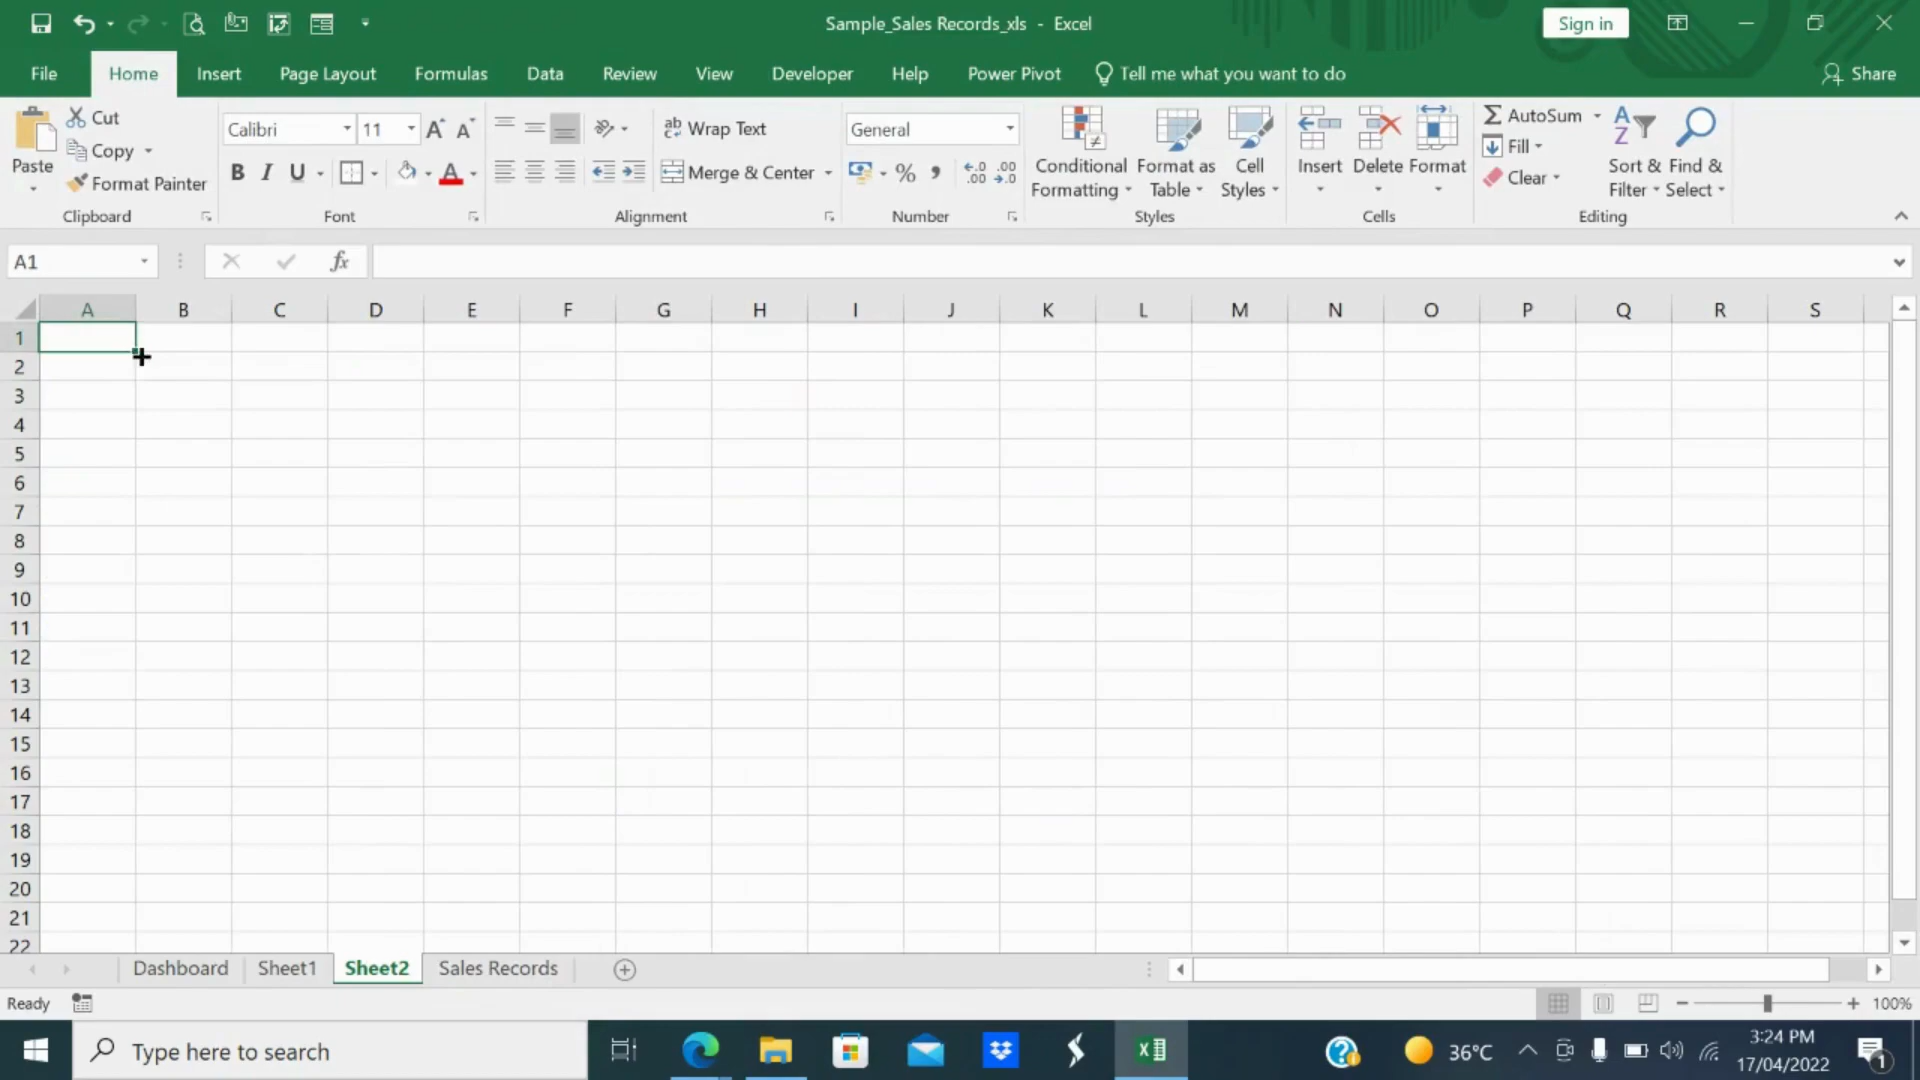 Sample_Sales Records_xls - Excel
Sign in
File Home Insert Page Layout Formulas Data Review View Developer Help Power Pivot Tell me what you want to do Share
Paste
Cut
Copy
Format Painter
Clipboard
Calibri 11
B I U
Font
Wrap Text
Merge & Center
Alignment
General
Number
Conditional Formatting
Format as Table
Cell Styles
Styles
Insert Delete Format
Cells
AutoSum
Fill
Clear
Sort & Filter
Find & Select
Editing
A1
fx
A B C D E F G H I J K L M N O P Q R S
1
2
3
4
5
6
7
8
9
10
11
12
13
14
15
16
17
18
19
20
21
22
Dashboard Sheet1 Sheet2 Sales Records
Ready
100%
Type here to search
36°C
3:24 PM
17/04/2022
1